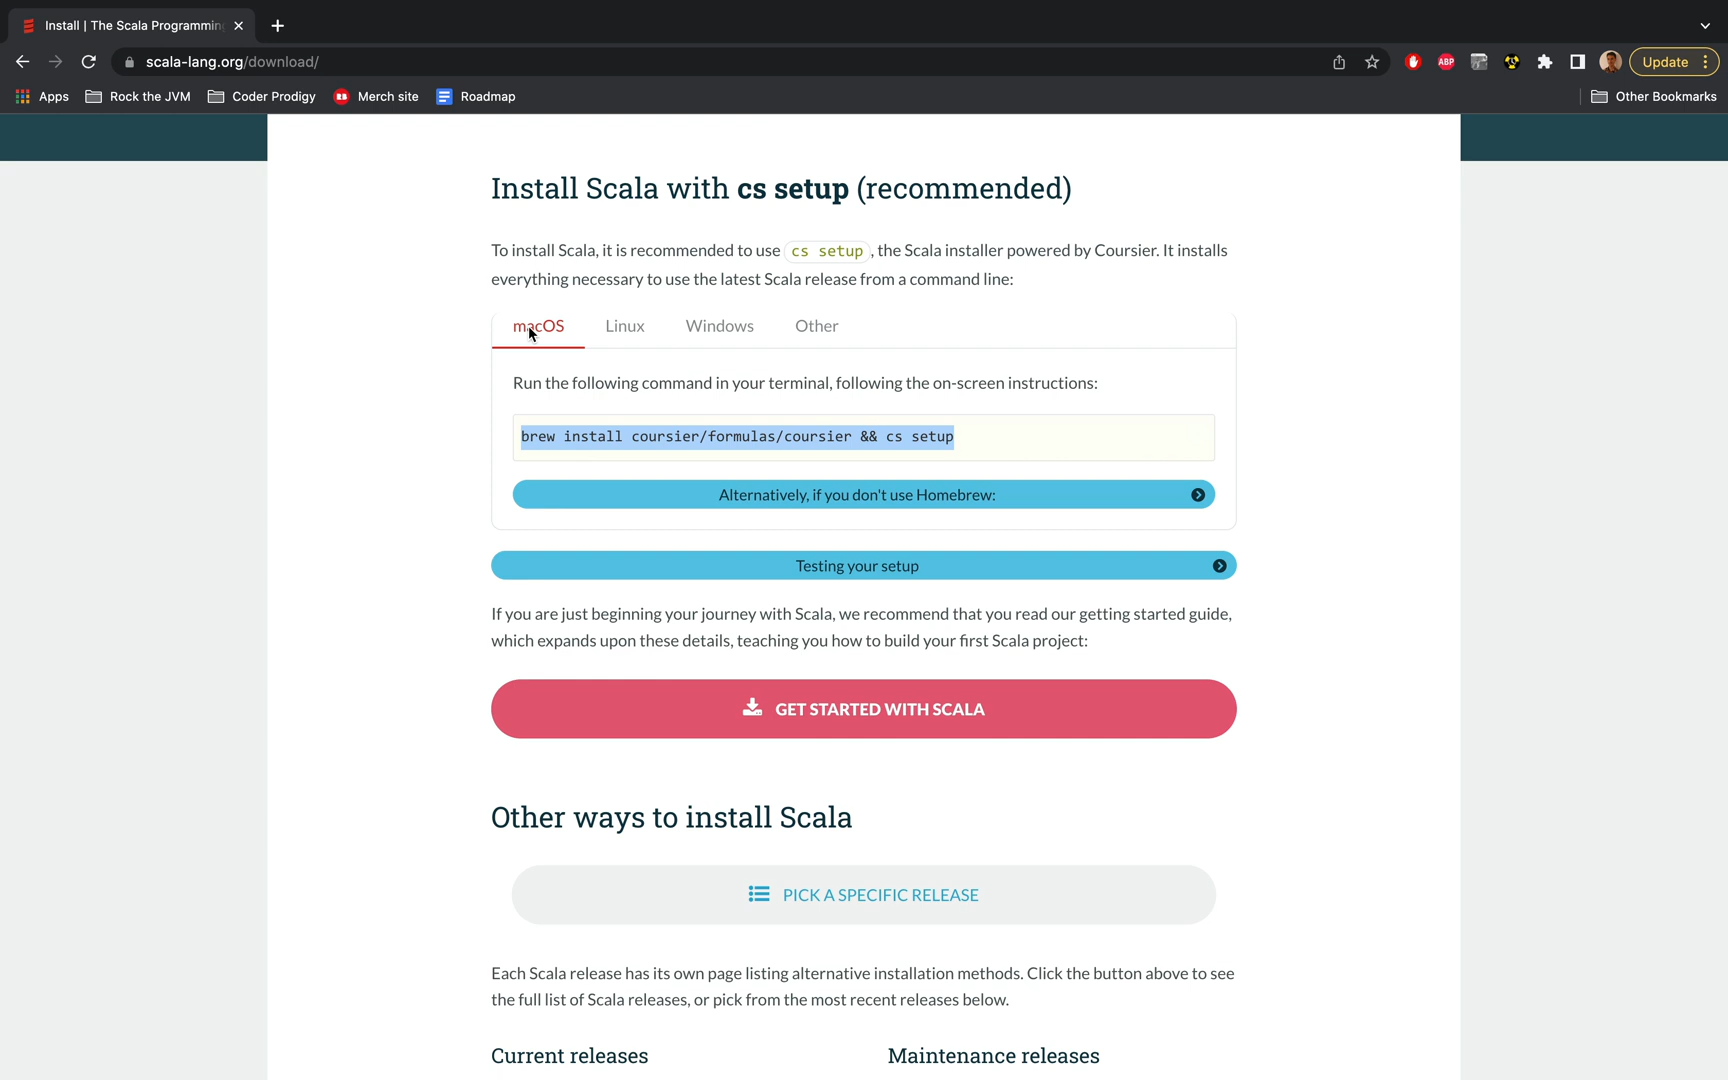 Install | The Scala Programmin
scala-lang.org/download/
ABP
Update
Apps
Rock the JVM
Coder Prodigy
Merch site
Roadmap
Other Bookmarks
Install Scala with cs setup (recommended)
To install Scala, it is recommended to use cs setup, the Scala installer powered by Coursier. It installs
everything necessary to use the latest Scala release from a command line:
macOS
Linux
Windows
Other
Run the following command in your terminal, following the on-screen instructions:
brew install coursier/formulas/coursier && cs setup
Alternatively, if you don't use Homebrew:
Testing your setup
If you are just beginning your journey with Scala, we recommend that you read our getting started guide,
which expands upon these details, teaching you how to build your first Scala project:
GET STARTED WITH SCALA
Other ways to install Scala
PICK A SPECIFIC RELEASE
Each Scala release has its own page listing alternative installation methods. Click the button above to see
the full list of Scala releases, or pick from the most recent releases below.
Current releases
Maintenance releases